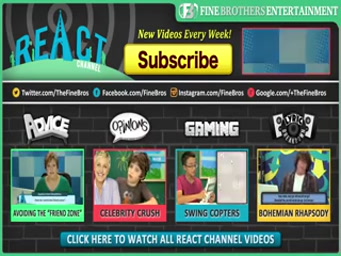 FINE BROTHERS ENTERTAINMENT
REACT
CHANNEL
New Videos Every Week!
Subscribe
Twitter.com/TheFineBros
Facebook.com/FineBros
Instagram.com/FineBros
Google.com/+TheFineBros
ADVICE
OPINIONS
GAMING
LYRIC
AVOIDING THE "FRIEND ZONE"
CELEBRITY CRUSH
SWING COPTERS
BOHEMIAN RHAPSODY
CLICK HERE TO WATCH ALL REACT CHANNEL VIDEOS